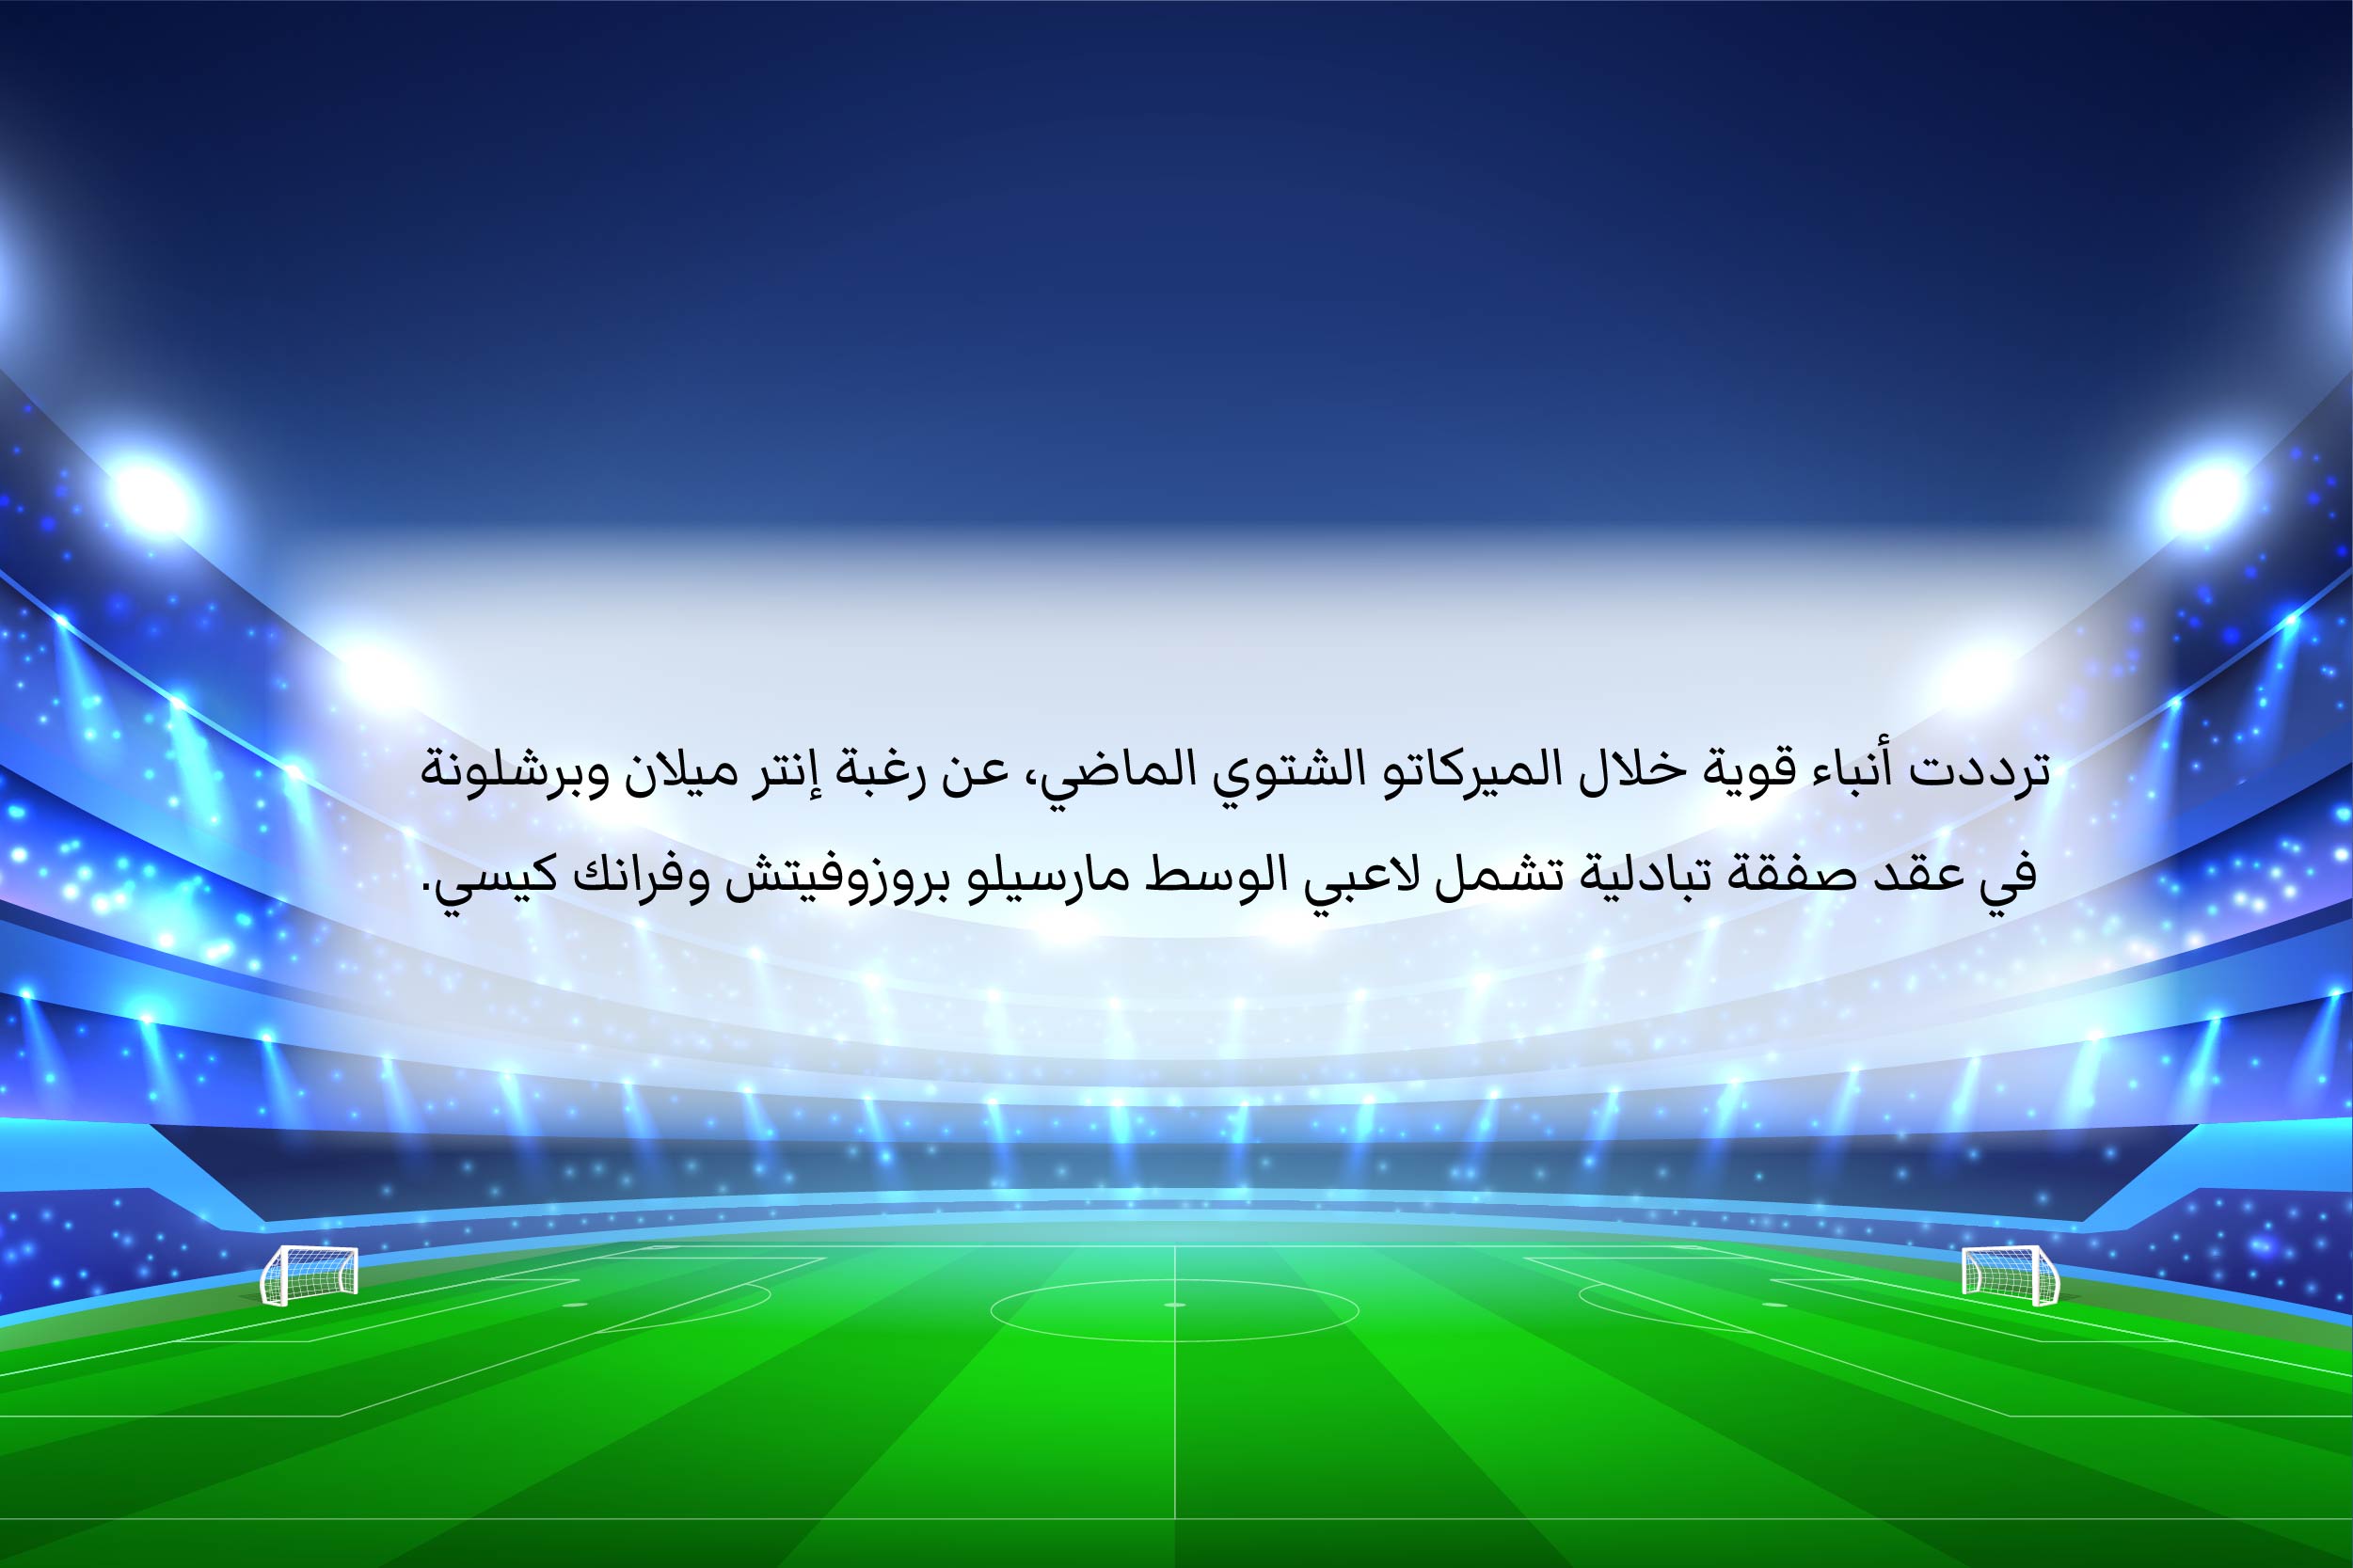 ترددت أنباء قوية خلال الميركاتو الشتوي الماضي، عن رغبة إنتر ميلان وبرشلونة
في عقد صفقة تبادلية تشمل لاعبي الوسط مارسيلو بروزوفيتش وفرانك كيسي.